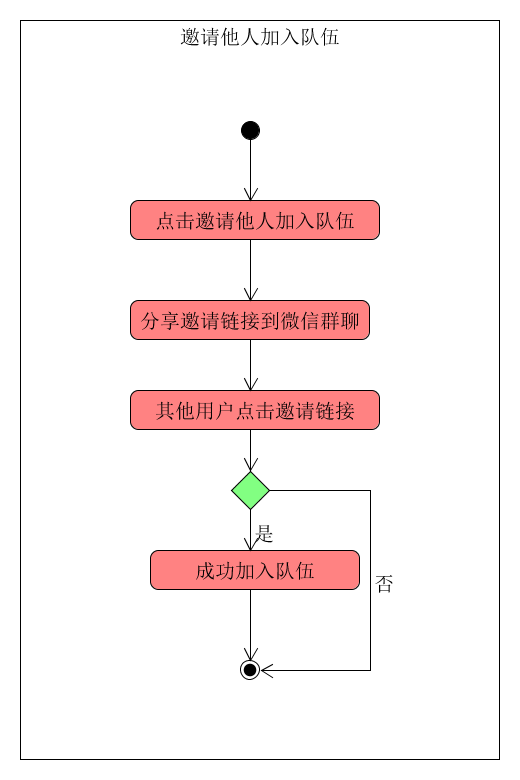 邀请他人加入队伍
点击邀请他人加入队伍
分享邀请链接到微信群聊
其他用户点击邀请链接
是
成功加入队伍
否